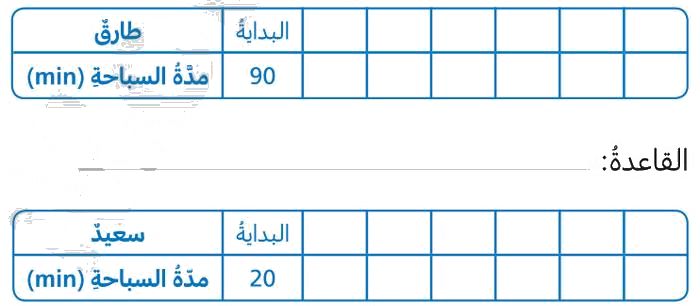 طارقٌ البدايةُ
مدَّةُ السباحةِ (min) 90
القاعدةُ:
سعيدٌ البدايةُ
مدّةُ السباحةِ (min) 20